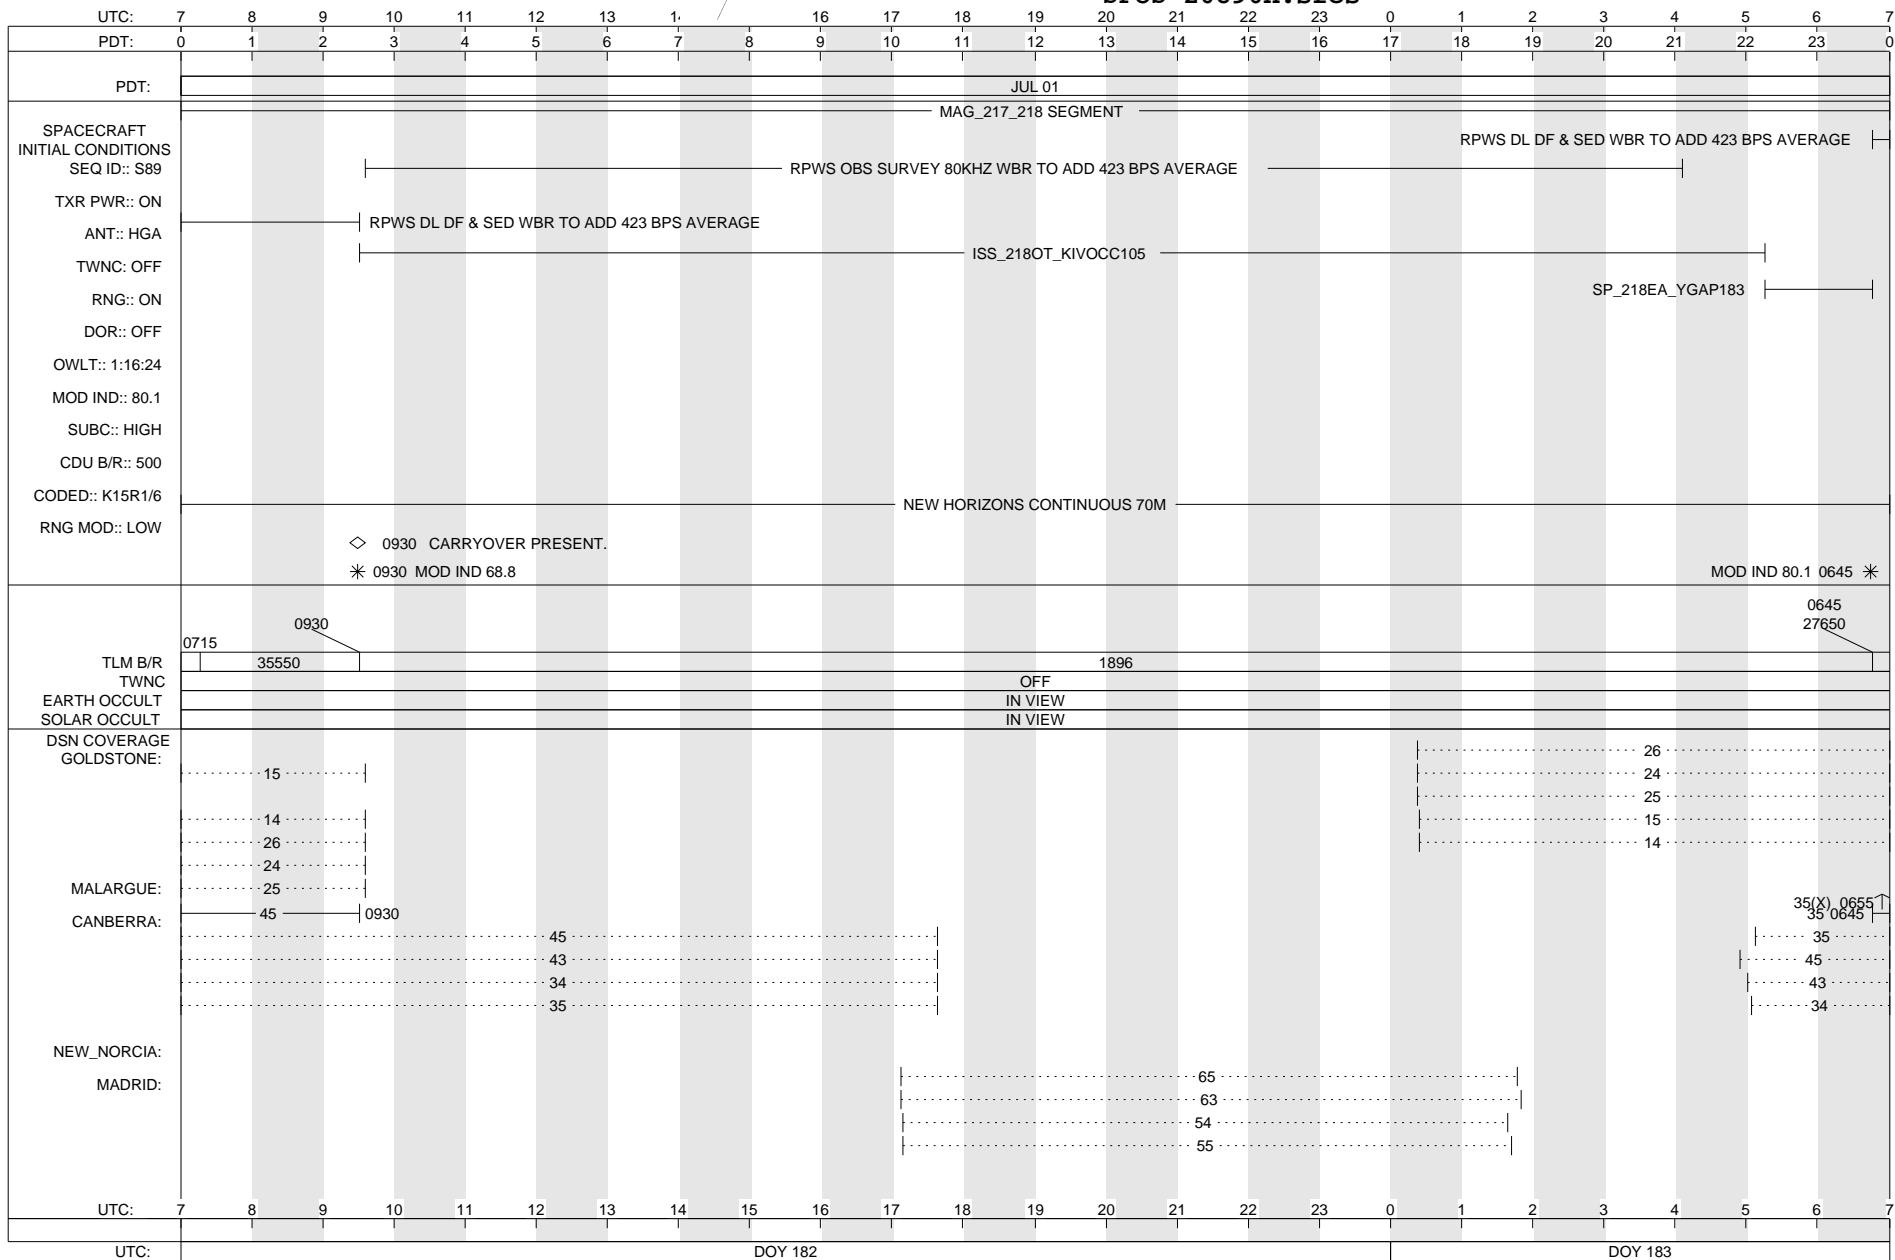 UTC: 7 8 9 10 11 12 13 16 17 18 19 20 21 22 23 0 1 2 3 4 5 6 7
PDT: 0 1 2 3 4 5 6 7 8 9 10 11 12 13 14 15 16 17 18 19 20 21 22 23 0
PDT: JUL 01
MAG_217_218 SEGMENT
SPACECRAFT
INITIAL CONDITIONS
RPWS DL DF & SED WBR TO ADD 423 BPS AVERAGE
SEQ ID:: S89
RPWS OBS SURVEY 80KHZ WBR TO ADD 423 BPS AVERAGE
TXR PWR:: ON
RPWS DL DF & SED WBR TO ADD 423 BPS AVERAGE
ANT:: HGA
ISS_218OT_KIVOCC105
TWNC: OFF
SP_218EA_YGAP183
RNG:: ON
DOR:: OFF
OWLT:: 1:16:24
MOD IND:: 80.1
SUBC:: HIGH
CDU B/R:: 500
CODED:: K15R1/6
NEW HORIZONS CONTINUOUS 70M
RNG MOD:: LOW
0930 CARRYOVER PRESENT.
0930 MOD IND 68.8
MOD IND 80.1 0645
0645
0930 27650
0715
TLM B/R 35550 1896
TWNC OFF
EARTH OCCULT IN VIEW
SOLAR OCCULT IN VIEW
DSN COVERAGE
GOLDSTONE:
26
15 24
25
14 15
26 14
24
MALARGUE: 25
35(X) 0655
45 0930 35 0645
CANBERRA:
45 35
43 45
34 43
35 34
NEW_NORCIA:
65
MADRID:
63
54
55
UTC: 7 8 9 10 11 12 13 14 15 16 17 18 19 20 21 22 23 0 1 2 3 4 5 6 7
UTC: DOY 182 DOY 183